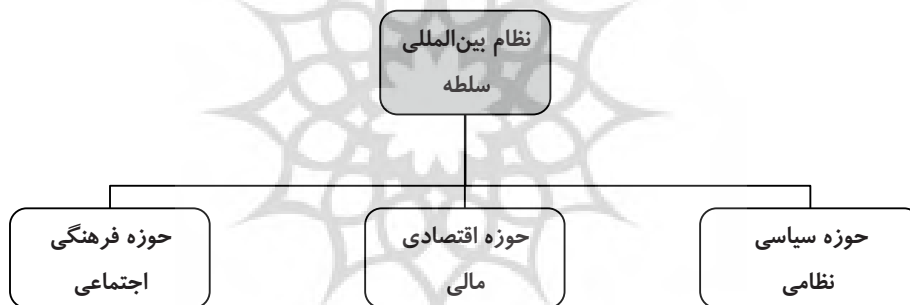 نظام بین‌المللی
سلطه
حوزه سیاسی
نظامی
حوزه اقتصادی
مالی
حوزه فرهنگی
اجتماعی